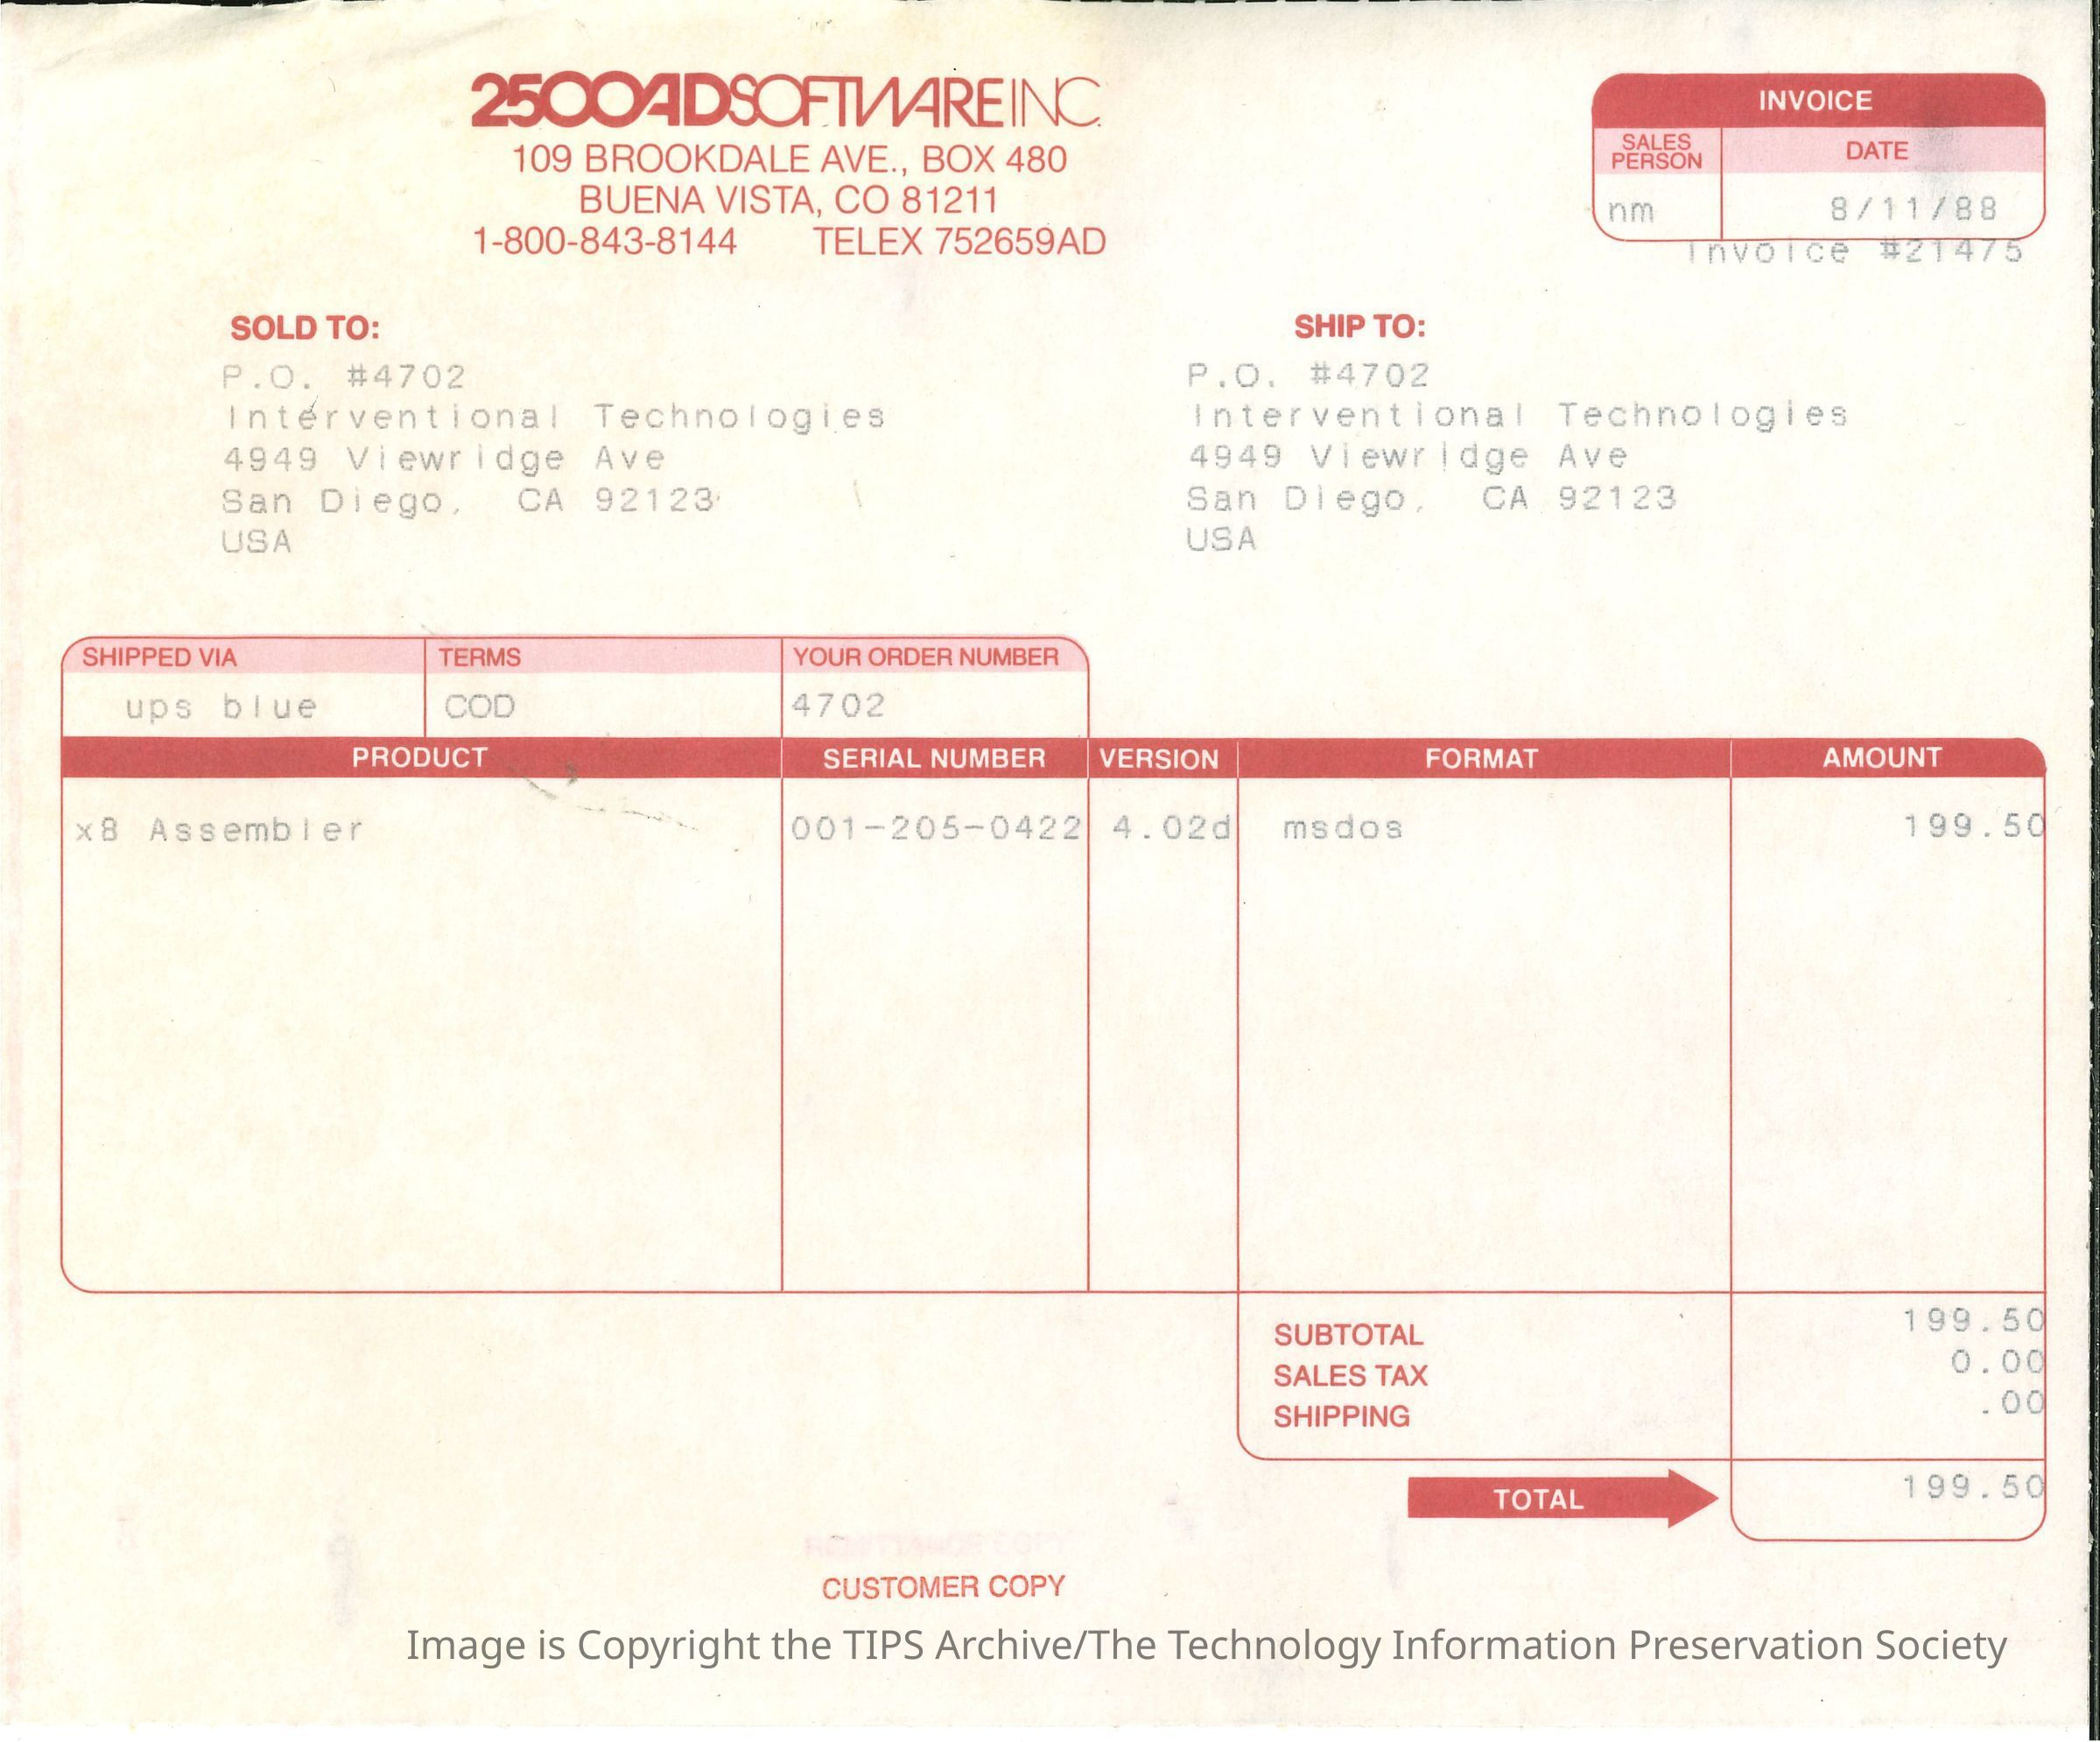 2500AD SOFTWARE INC.
109 BROOKDALE AVE., BOX 480
BUENA VISTA, CO 81211
1-800-843-8144 TELEX 752659AD
INVOICE
SALES PERSON DATE
nm 8/11/88
Invoice #21475
SOLD TO:
P.O. #4702
Interventional Technologies
4949 Viewridge Ave
San Diego, CA 92123
USA
SHIP TO:
P.O. #4702
Interventional Technologies
4949 Viewridge Ave
San Diego, CA 92123
USA
SHIPPED VIA TERMS YOUR ORDER NUMBER
ups blue COD 4702
PRODUCT SERIAL NUMBER VERSION FORMAT AMOUNT
x8 Assembler 001-205-0422 4.02d msdos 199.50
SUBTOTAL 199.50
SALES TAX 0.00
SHIPPING .00
TOTAL 199.50
REMITTANCE COPY
CUSTOMER COPY
Image is Copyright the TIPS Archive/The Technology Information Preservation Society